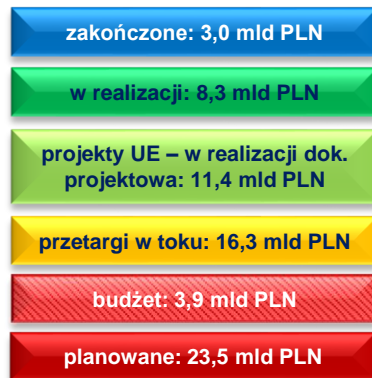 zakończone: 3,0 mld PLN
w realizacji: 8,3 mld PLN
projekty UE – w realizacji dok.
projektowa: 11,4 mld PLN
przetargi w toku: 16,3 mld PLN
budżet: 3,9 mld PLN
planowane: 23,5 mld PLN